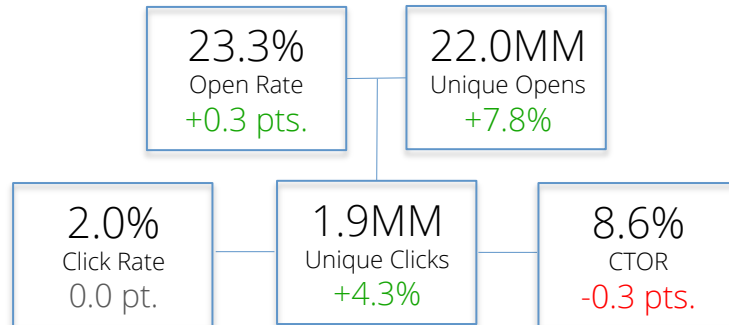 23.3%
Open Rate
+0.3 pts.
22.0MM
Unique Opens
+7.8%
2.0%
Click Rate
0.0 pt.
1.9MM
Unique Clicks
+4.3%
8.6%
CTOR
-0.3 pts.